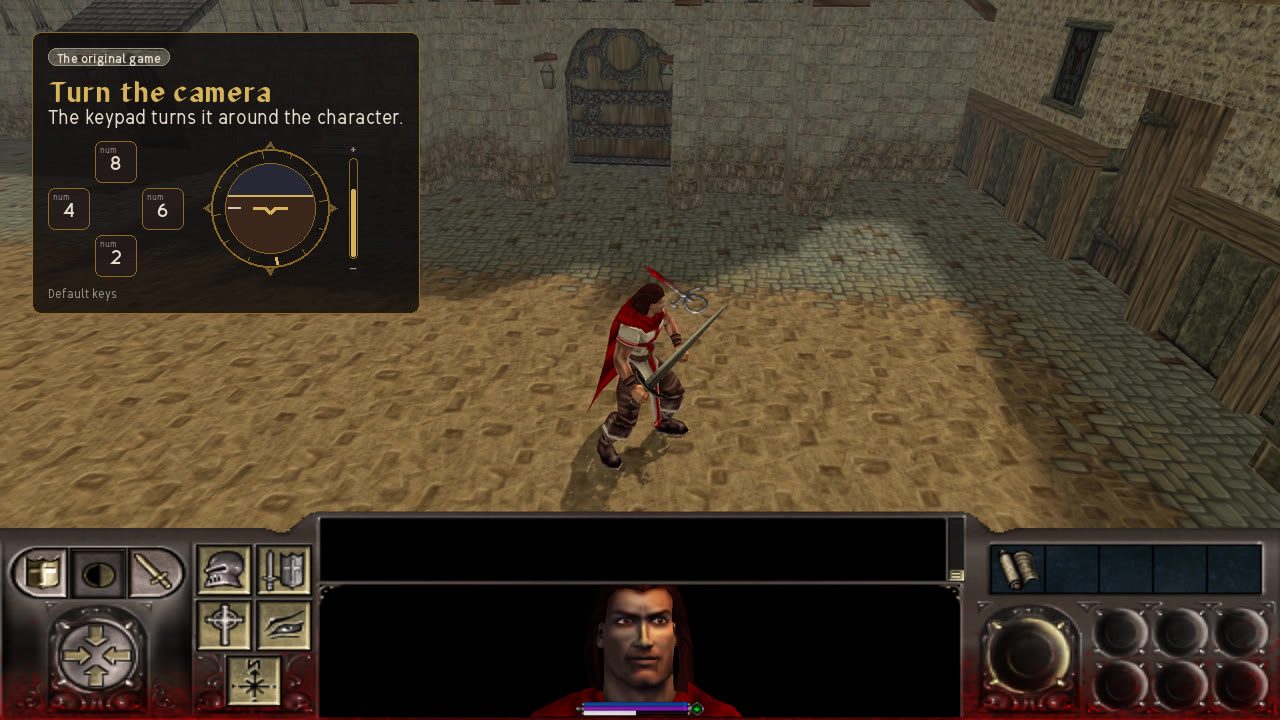 The original game
Turn the camera
The keypad turns it around the character.
num
8
num
4
num
6
num
2
+
−
Default keys